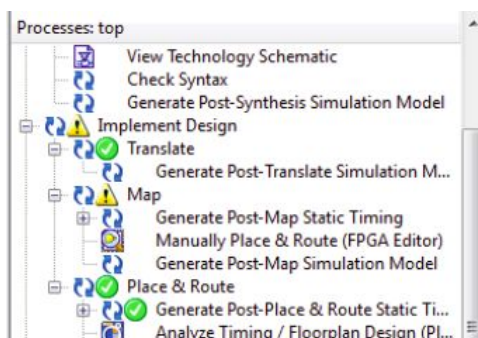 Processes: top
View Technology Schematic
Check Syntax
Generate Post-Synthesis Simulation Model
Implement Design
Translate
Generate Post-Translate Simulation M...
Map
Generate Post-Map Static Timing
Manually Place & Route (FPGA Editor)
Generate Post-Map Simulation Model
Place & Route
Generate Post-Place & Route Static Ti...
Analyze Timing / Floorplan Design (Pl...